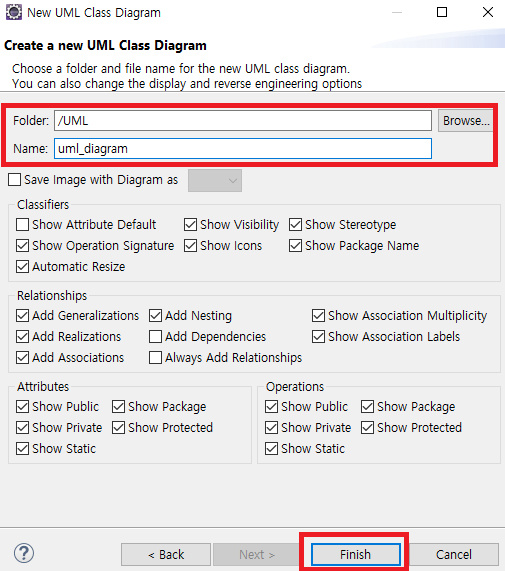 New UML Class Diagram
Create a new UML Class Diagram
Choose a folder and file name for the new UML class diagram.
You can also change the display and reverse engineering options
Folder: /UML Browse...
Name: uml_diagram
Save Image with Diagram as
Classifiers
Show Attribute Default Show Visibility Show Stereotype
Show Operation Signature Show Icons Show Package Name
Automatic Resize
Relationships
Add Generalizations Add Nesting Show Association Multiplicity
Add Realizations Add Dependencies Show Association Labels
Add Associations Always Add Relationships
Attributes Operations
Show Public Show Package Show Public Show Package
Show Private Show Protected Show Private Show Protected
Show Static Show Static
? < Back Next > Finish Cancel